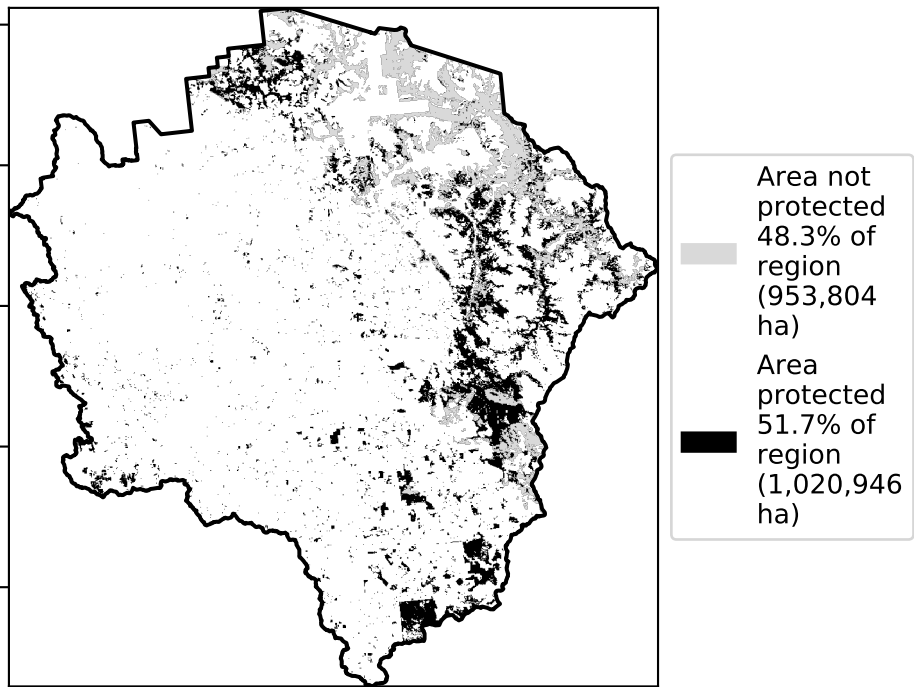 Area not
protected
48.3% of
region
(953,804
ha)
Area
protected
51.7% of
region
(1,020,946
ha)